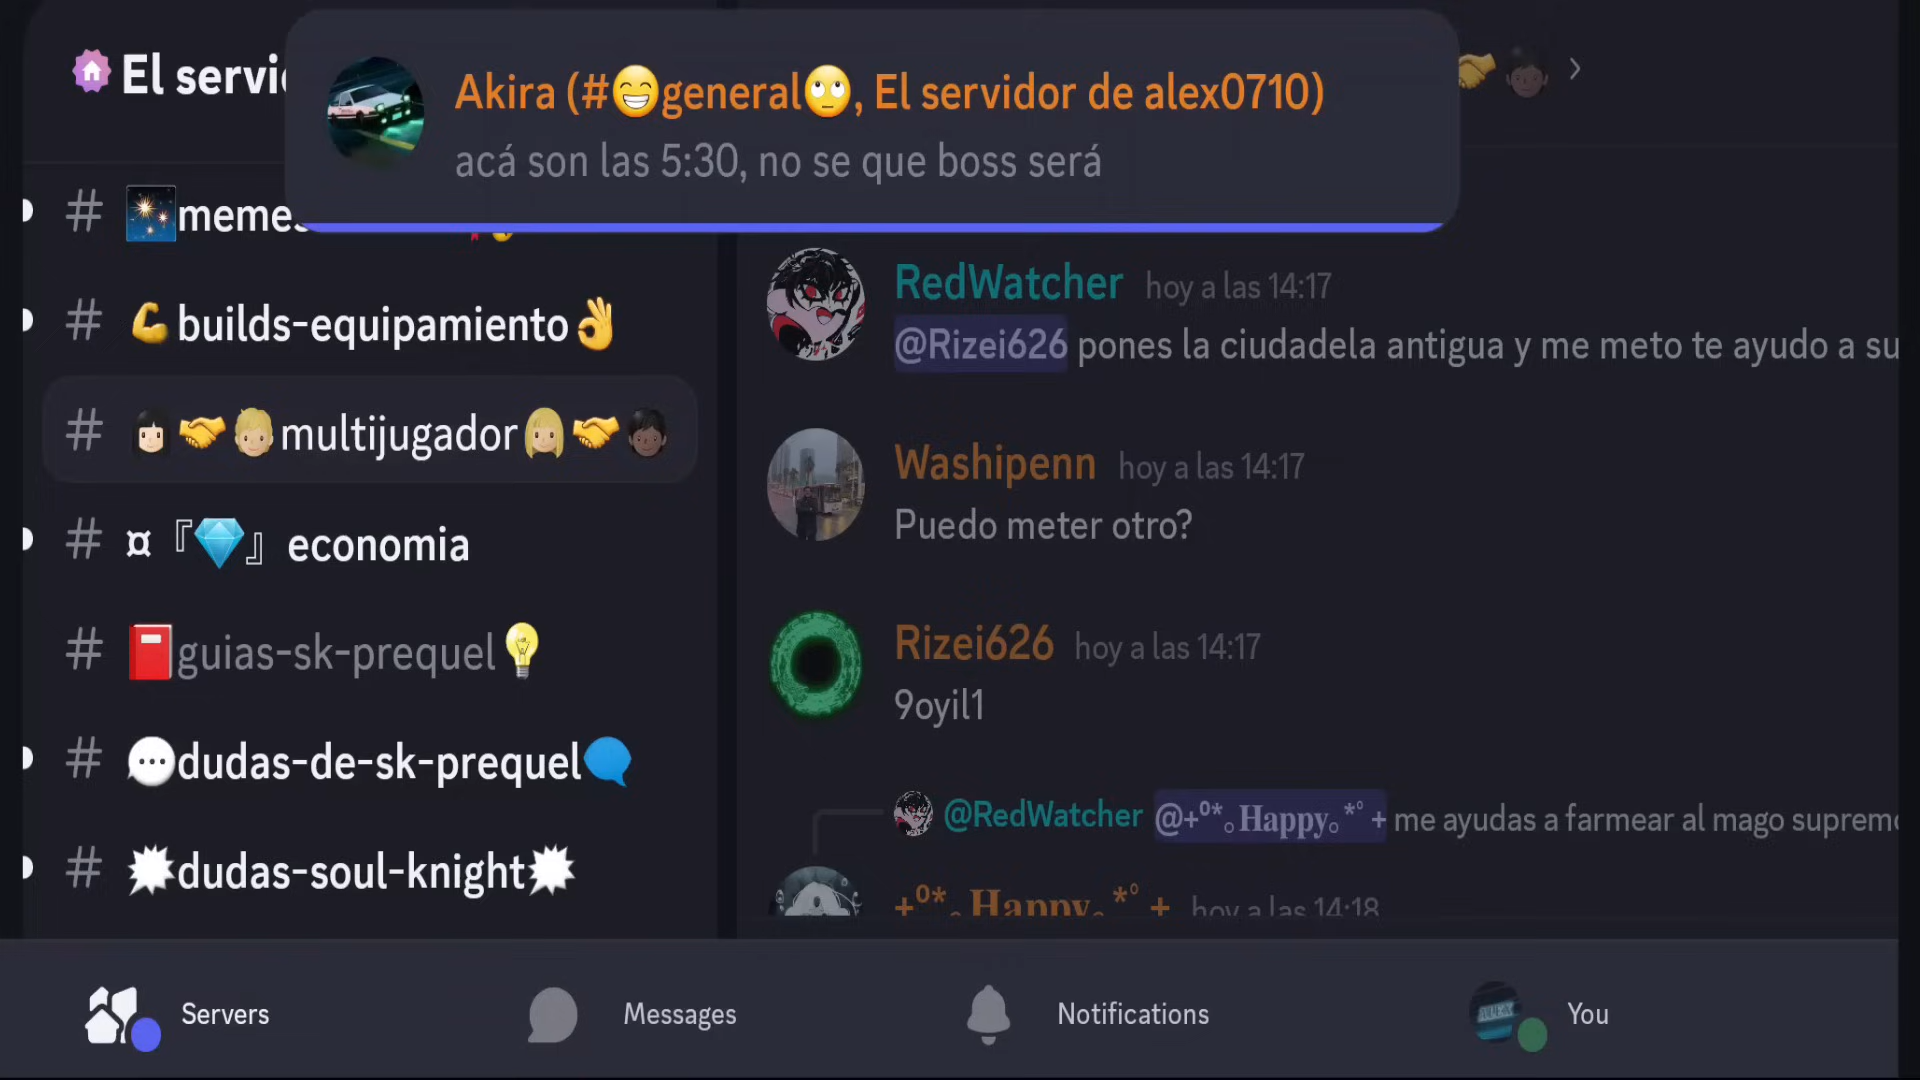 El servi
Akira (#😁general🙄, El servidor de alex0710)
acá son las 5:30, no se que boss será
# 🎇memes
# 💪builds-equipamiento👌
# 👩🏻🤝🧑🏼multijugador👩🏼🤝🧑🏿
# ¤『💎』economia
# 📕guias-sk-prequel💡
# 💬dudas-de-sk-prequel🗨
# dudas-soul-knight
RedWatcher hoy a las 14:17
@Rizei626 pones la ciudadela antigua y me meto te ayudo a su
Washipenn hoy a las 14:17
Puedo meter otro?
Rizei626 hoy a las 14:17
9oyil1
@RedWatcher @+⁰*｡Happy｡*° + me ayudas a farmear al mago supremo
+⁰*｡Happy｡*° + hoy a las 14:18
Servers
Messages
Notifications
ALEX
You